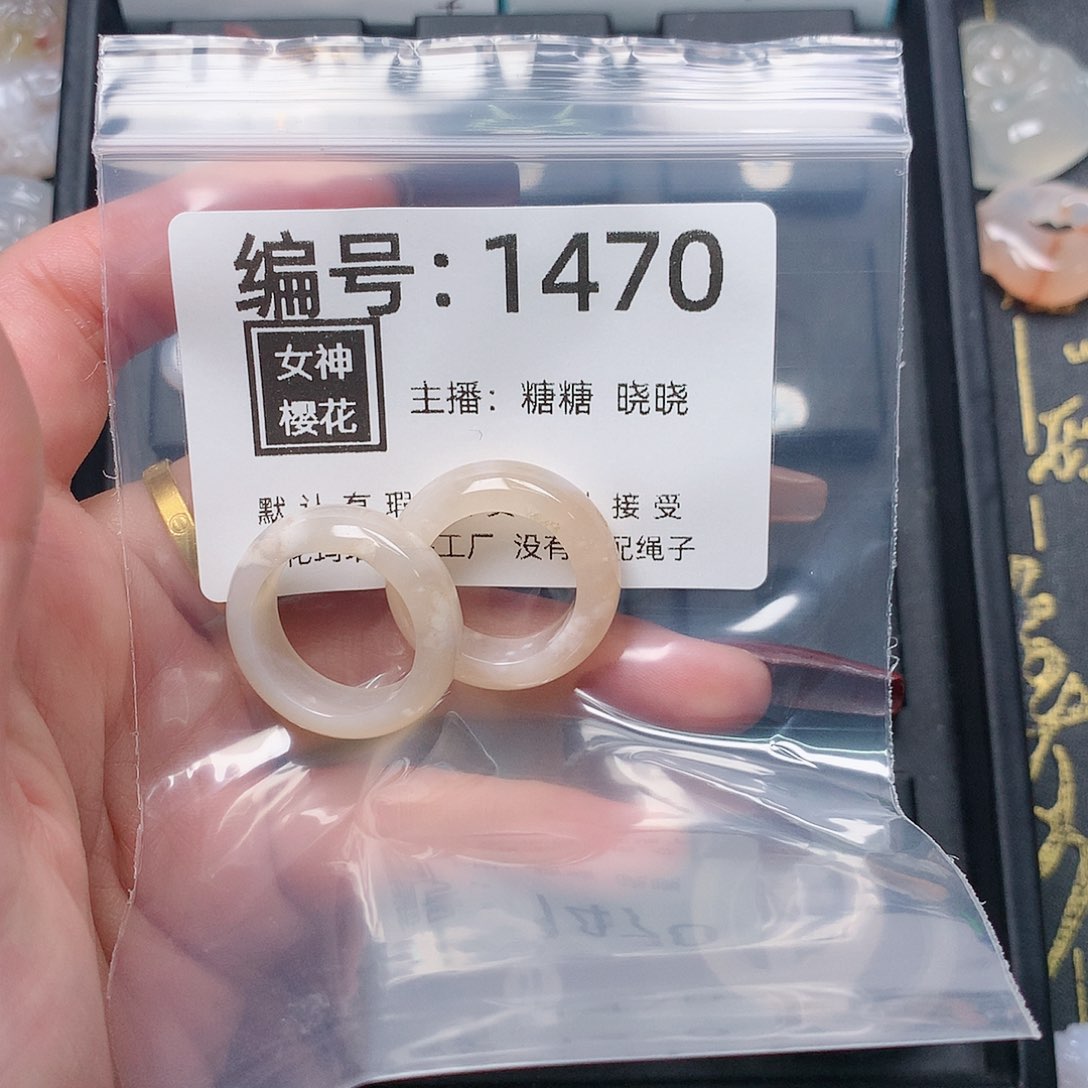 编号：1470
女神
樱花
主播：糖糖 晓晓
默认有瑕 接受
工厂 没有 配绳子